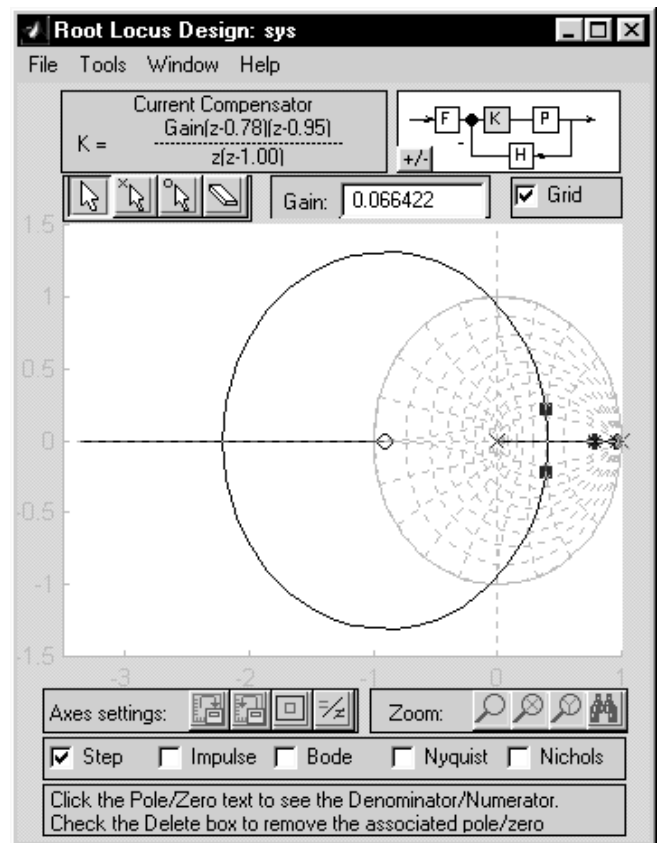 Root Locus Design: sys
File Tools Window Help
Current Compensator
K = Gain(z-0.78)(z-0.95)
z(z-1.00)
F K P
H
+/-
Gain: 0.066422
Grid
1.5
1
0.5
0
-0.5
-1
-1.5
-3 -2 -1 0 1
Axes settings:
Zoom:
Step Impulse Bode Nyquist Nichols
Click the Pole/Zero text to see the Denominator/Numerator.
Check the Delete box to remove the associated pole/zero